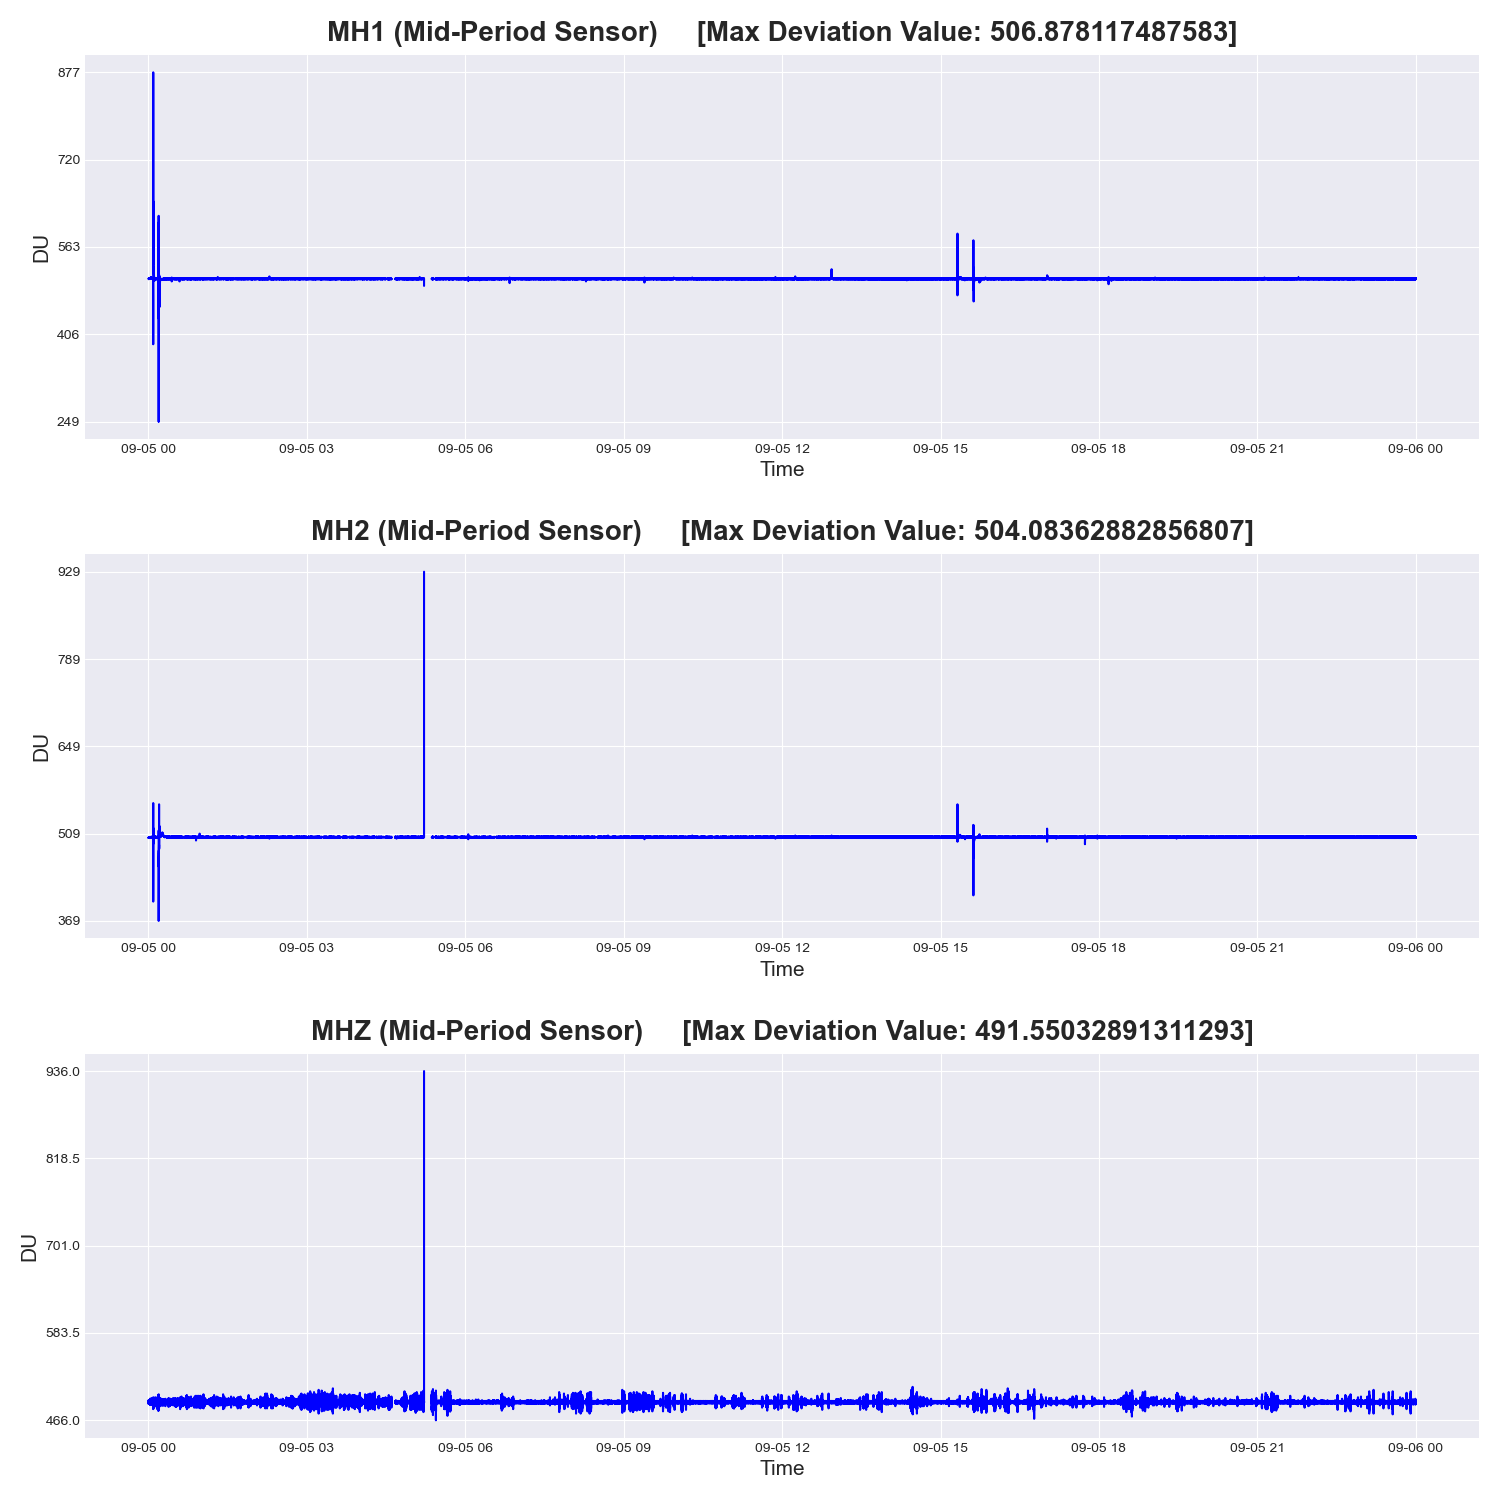 MH1 (Mid-Period Sensor) [Max Deviation Value: 506.878117487583]
877
720
563
406
249
DU
09-05 00 09-05 03 09-05 06 09-05 09 09-05 12 09-05 15 09-05 18 09-05 21 09-06 00
Time
MH2 (Mid-Period Sensor) [Max Deviation Value: 504.08362882856807]
929
789
649
509
369
DU
09-05 00 09-05 03 09-05 06 09-05 09 09-05 12 09-05 15 09-05 18 09-05 21 09-06 00
Time
MHZ (Mid-Period Sensor) [Max Deviation Value: 491.55032891311293]
936.0
818.5
701.0
583.5
466.0
DU
09-05 00 09-05 03 09-05 06 09-05 09 09-05 12 09-05 15 09-05 18 09-05 21 09-06 00
Time